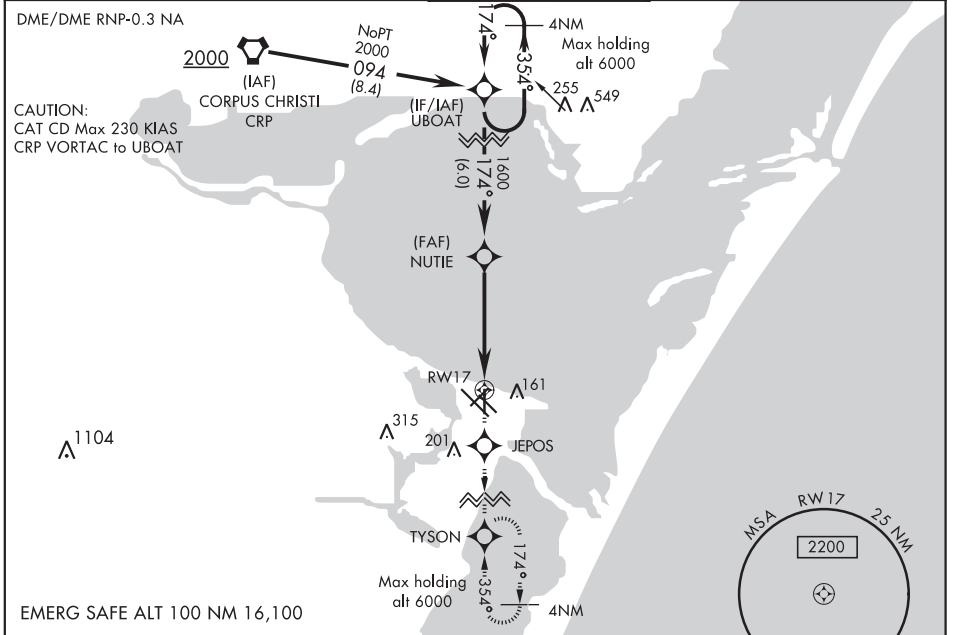 DME/DME RNP-0.3 NA
174°
4NM
Max holding
alt 6000
354°
NoPT
2000
094
(8.4)
2000
(IAF)
CORPUS CHRISTI
CRP
255
549
(IF/IAF)
UBOAT
CAUTION:
CAT CD Max 230 KIAS
CRP VORTAC to UBOAT
1600
174°
(6.0)
(FAF)
NUTIE
RW17
161
315
201
JEPOS
1104
TYSON
174°
354°
Max holding
alt 6000
4NM
MSA RW 17 25 NM
2200
EMERG SAFE ALT 100 NM 16,100